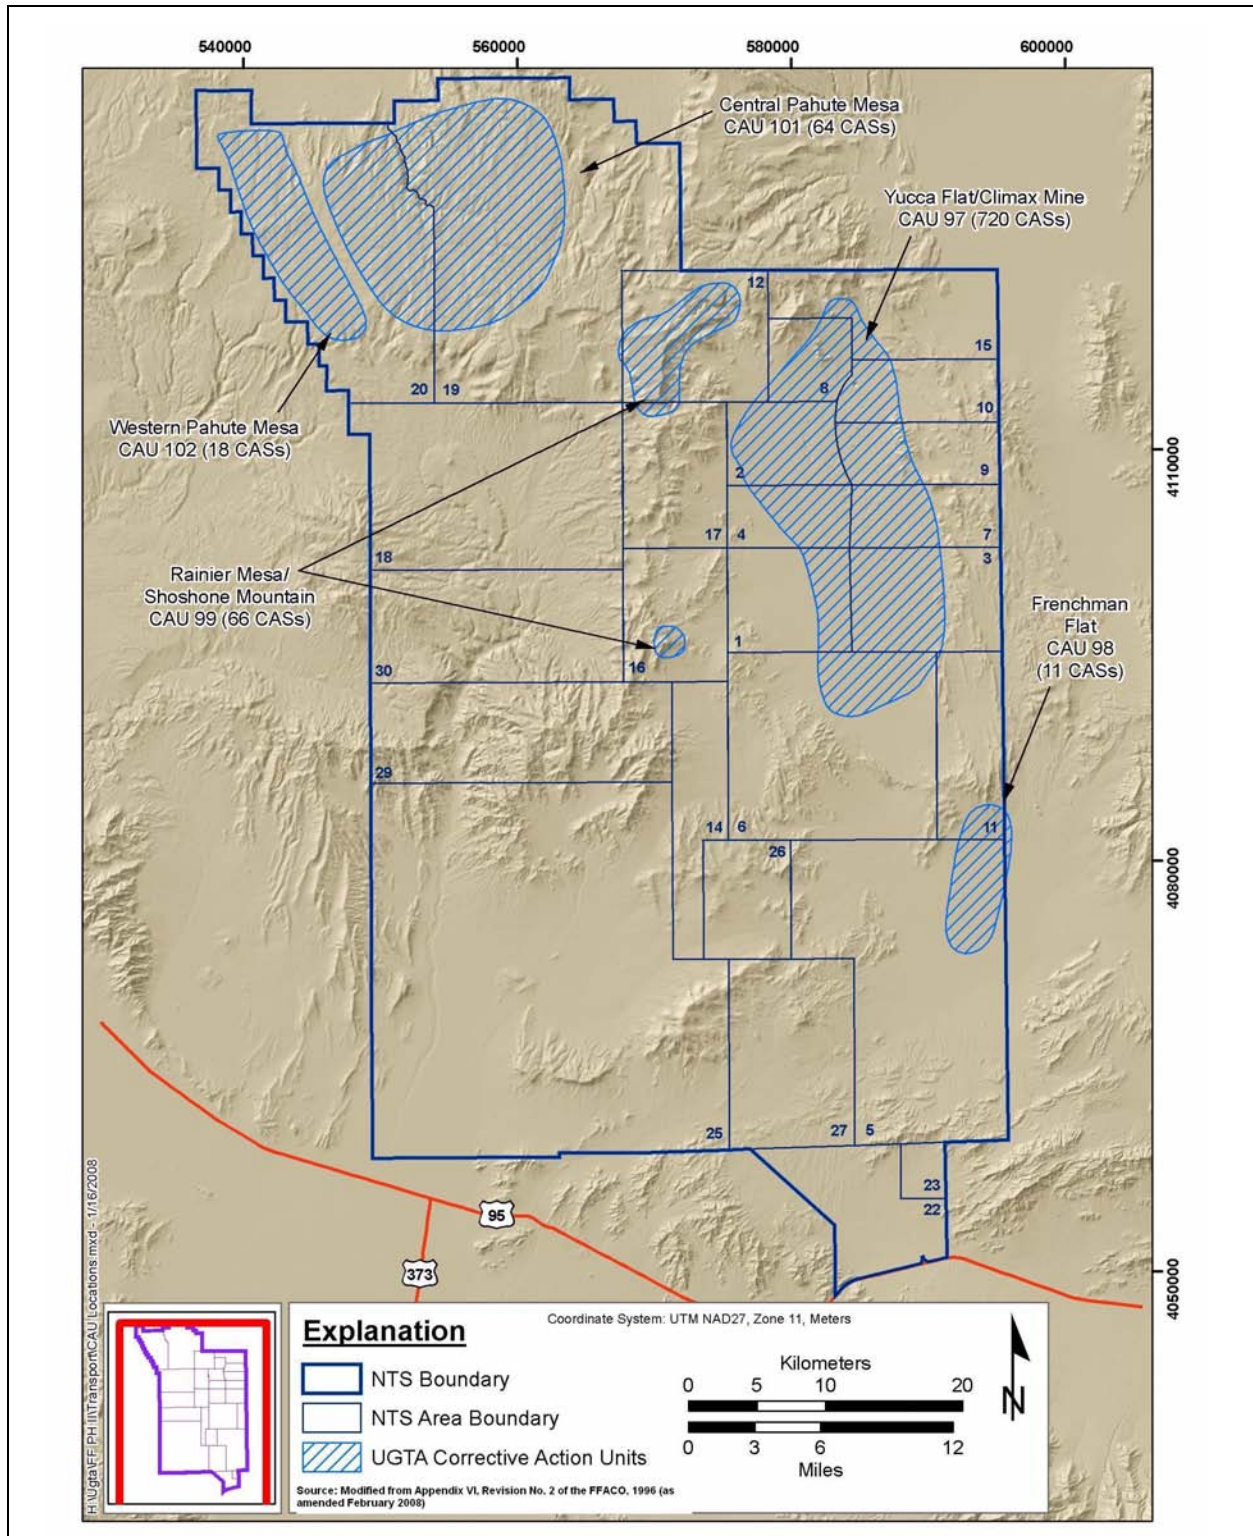 540000
560000
580000
600000
Central Pahute Mesa
CAU 101 (64 CASs)
Yucca Flat/Climax Mine
CAU 97 (720 CASs)
12
15
20
19
8
10
Western Pahute Mesa
CAU 102 (18 CASs)
4110000
2
9
17
4
7
18
3
Rainier Mesa/
Shoshone Mountain
CAU 99 (66 CASs)
Frenchman
Flat
CAU 98
(11 CASs)
1
30
16
29
14
6
11
26
4080000
25
27
5
23
22
95
373
4050000
H:\Ugta\FF PH II\Transport\CAU Locations.mxd - 1/16/2008
Explanation
NTS Boundary
NTS Area Boundary
UGTA Corrective Action Units
Source: Modified from Appendix VI, Revision No. 2 of the FFACO, 1996 (as
amended February 2008)
Coordinate System: UTM NAD27, Zone 11, Meters
Kilometers
0 5 10 20
0 3 6 12
Miles
N